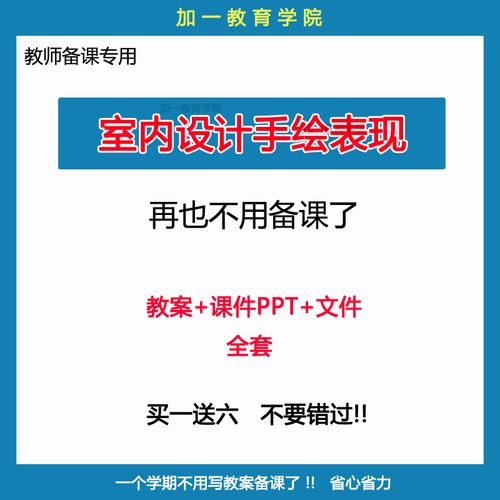 加一教育学院
教师备课专用
加一教育学院
室内设计手绘表现
再也不用备课了
教案+课件PPT+文件
全套
买一送六 不要错过!!
一个学期不用写教案备课了 !! 省心省力